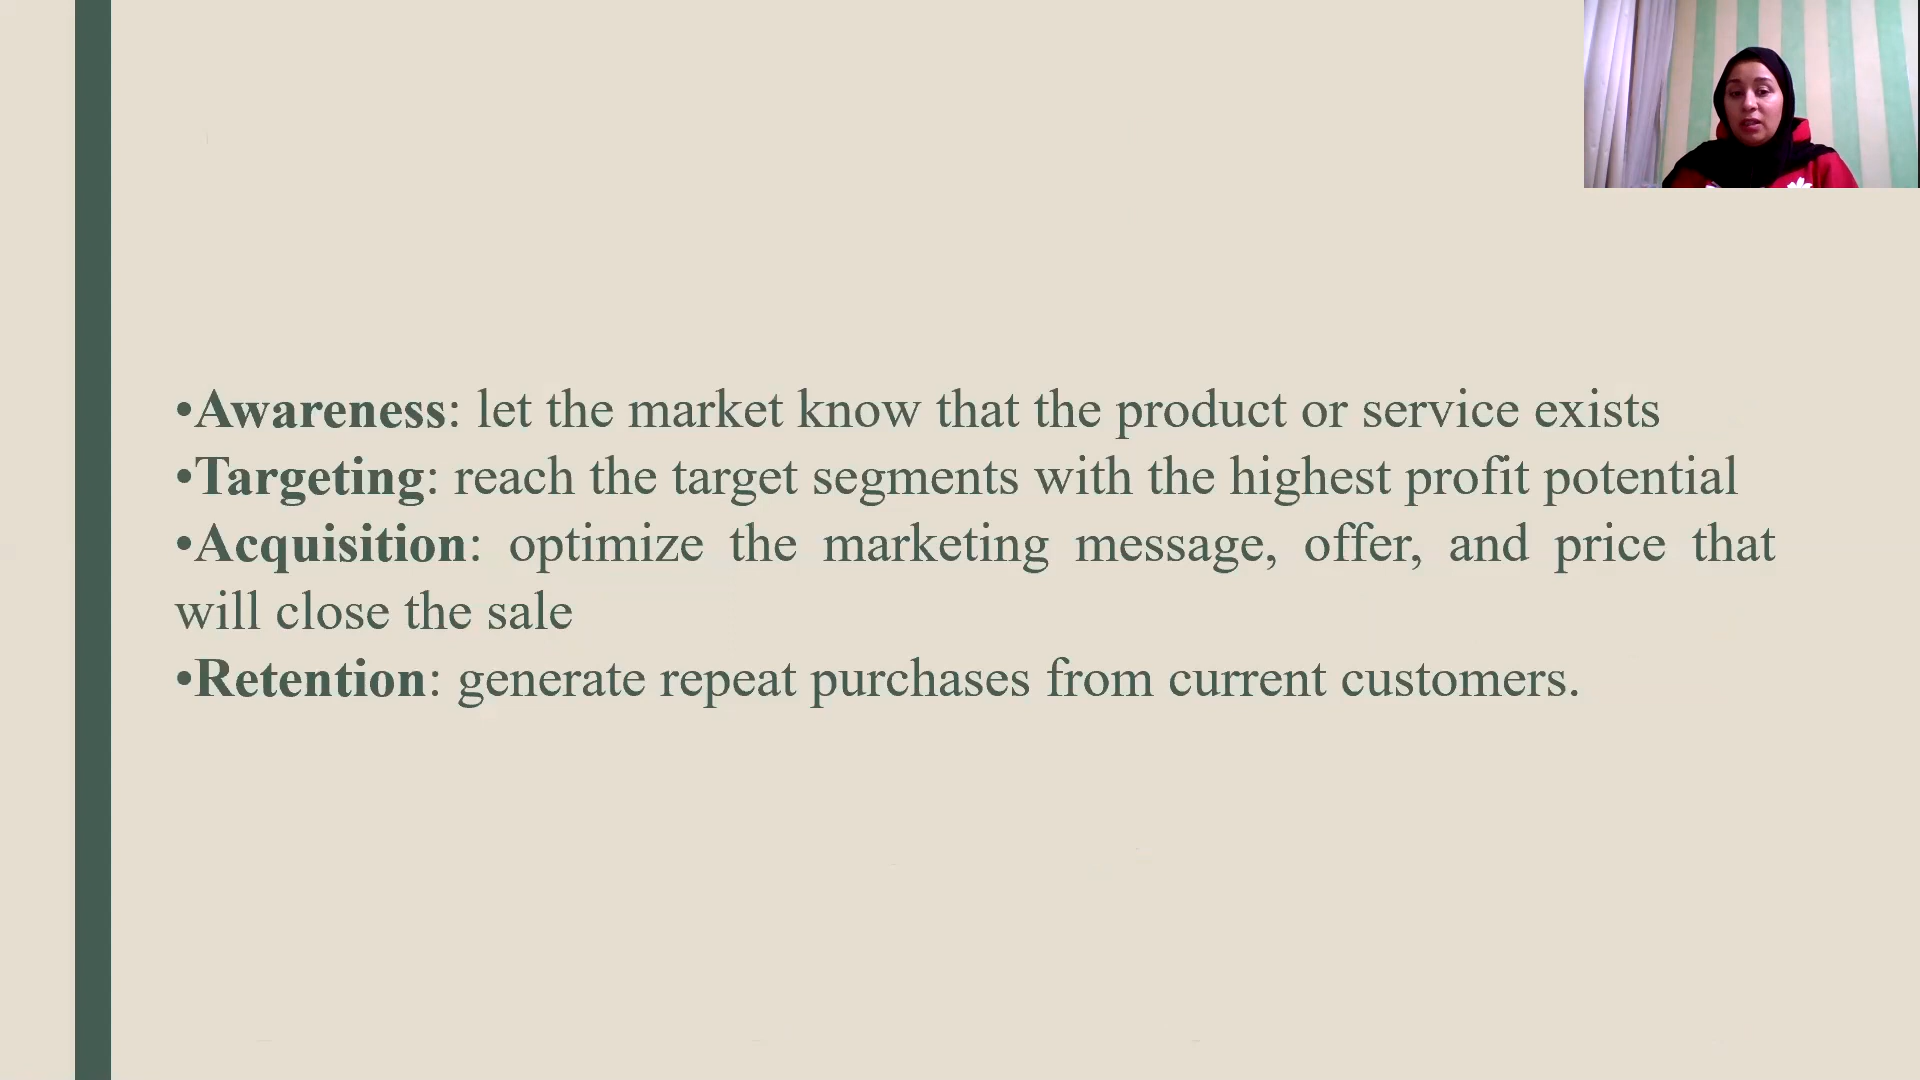 •Awareness: let the market know that the product or service exists
•Targeting: reach the target segments with the highest profit potential
•Acquisition: optimize the marketing message, offer, and price that
will close the sale
•Retention: generate repeat purchases from current customers.